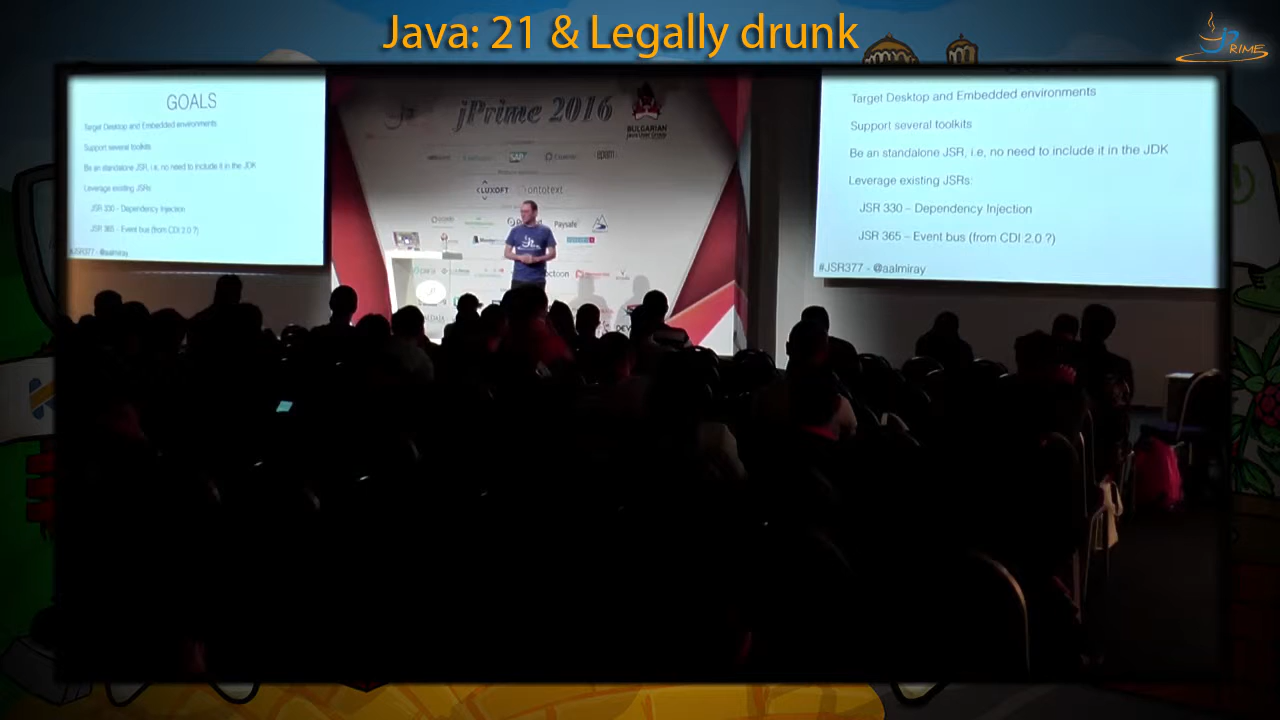 Java: 21 & Legally drunk
JPRIME
GOALS
Target Desktop and Embedded environments
Support several toolkits
Be an standalone JSR, i.e, no need to include it in the JDK
Leverage existing JSRs:
JSR 330 – Dependency Injection
JSR 365 – Event bus (from CDI 2.0 ?)
#JSR377 - @aalmiray
jPrime 2016
BULGARIAN
SAP
epam
LUXOFT
ontotext
Paysafe
Target Desktop and Embedded environments
Support several toolkits
Be an standalone JSR, i.e, no need to include it in the JDK
Leverage existing JSRs:
JSR 330 – Dependency Injection
JSR 365 – Event bus (from CDI 2.0 ?)
#JSR377 - @aalmiray